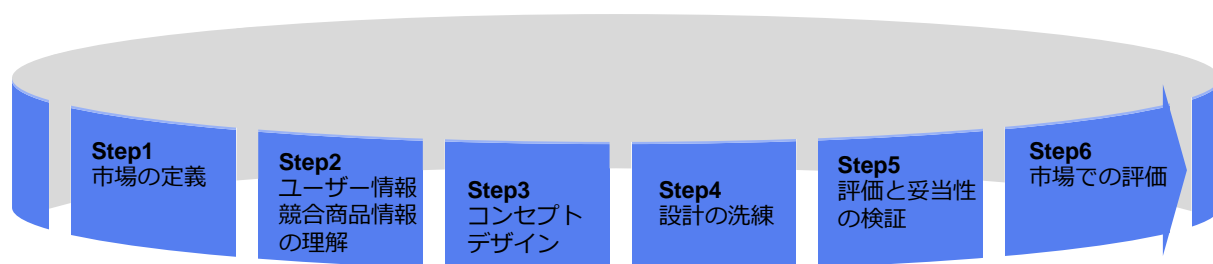 Step1
市場の定義
Step2
ユーザー情報
競合商品情報
の理解
Step3
コンセプト
デザイン
Step4
設計の洗練
Step5
評価と妥当性
の検証
Step6
市場での評価